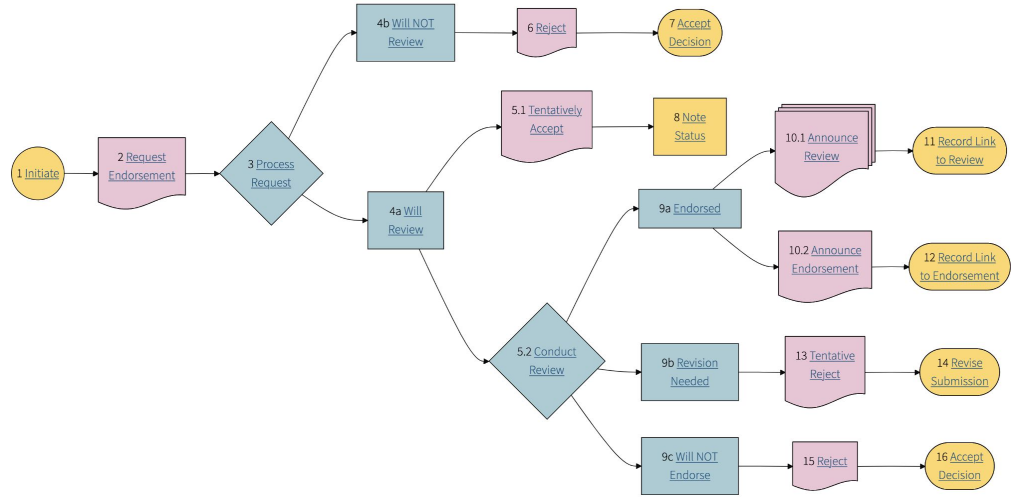 1 Initiate
2 Request
Endorsement
3 Process
Request
4b Will NOT
Review
6 Reject
7 Accept
Decision
4a Will
Review
5.1 Tentatively
Accept
8 Note
Status
5.2 Conduct
Review
9a Endorsed
10.1 Announce
Review
11 Record Link
to Review
10.2 Announce
Endorsement
12 Record Link
to Endorsement
9b Revision
Needed
13 Tentative
Reject
14 Revise
Submission
9c Will NOT
Endorse
15 Reject
16 Accept
Decision